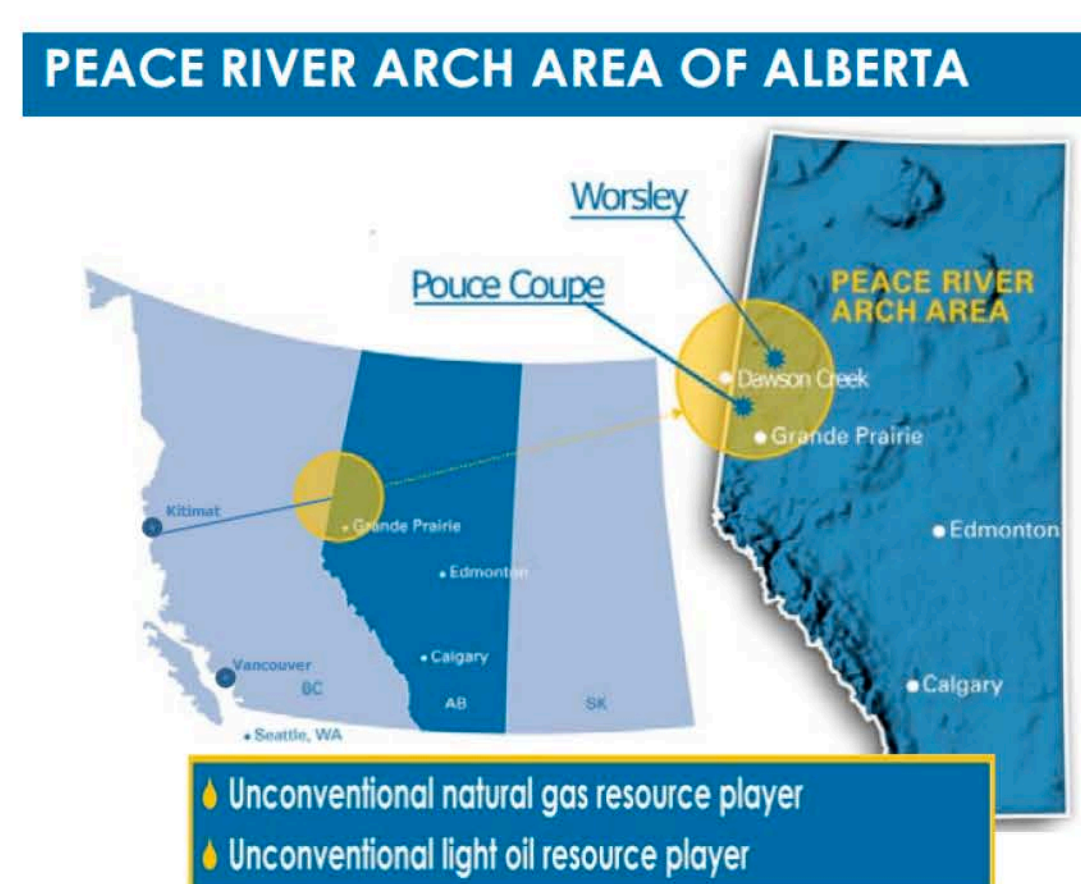 PEACE RIVER ARCH AREA OF ALBERTA
Worsley
Pouce Coupe
PEACE RIVER
ARCH AREA
Dawson Creek
Grande Prairie
Edmonton
Calgary
Kitimat
Grande Prairie
Edmonton
Calgary
Vancouver
BC
AB
SK
Seattle, WA
Unconventional natural gas resource player
Unconventional light oil resource player